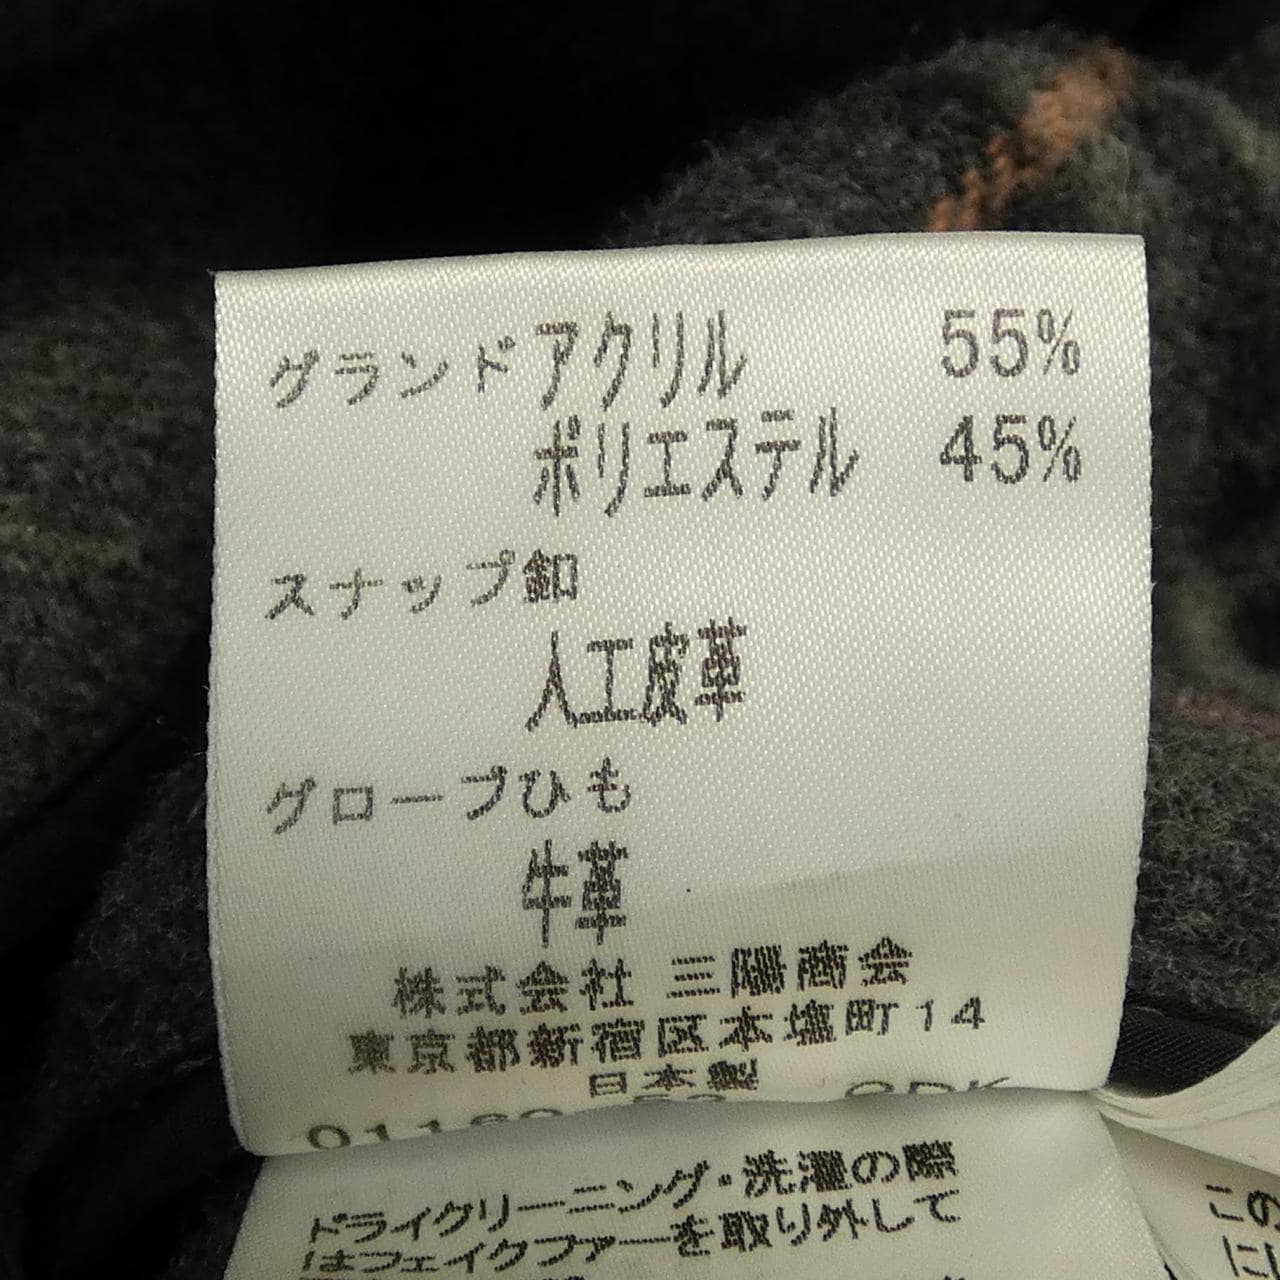 グランドアクリル 55%
ポリエステル 45%
スナップ釦
人工皮革
グローブひも
牛革
株式会社 三陽商会
東京都新宿区本塩町14
日本製
ドライクリーニング・洗濯の際
はフェイクファーを取り外して
この
に